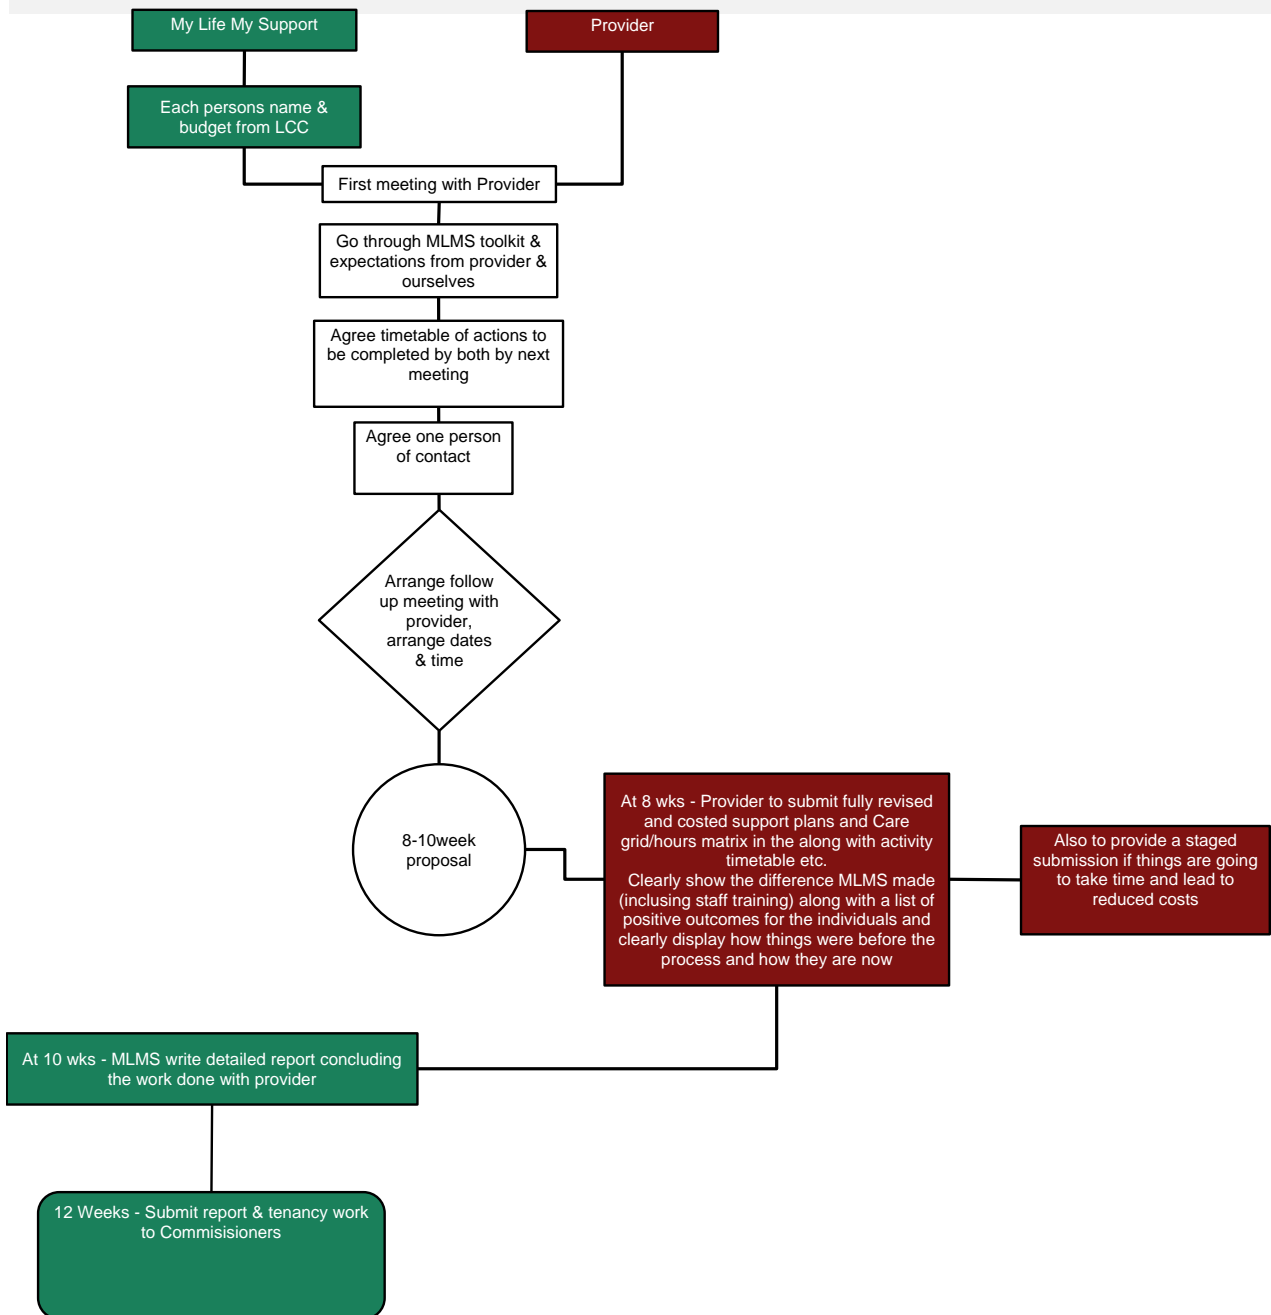 My Life My Support
Provider
Each persons name &
budget from LCC
First meeting with Provider
Go through MLMS toolkit &
expectations from provider &
ourselves
Agree timetable of actions to
be completed by both by next
meeting
Agree one person
of contact
Arrange follow
up meeting with
provider,
arrange dates
& time
8-10week
proposal
At 8 wks - Provider to submit fully revised
and costed support plans and Care
grid/hours matrix in the along with activity
timetable etc.
Clearly show the difference MLMS made
(inclusing staff training) along with a list of
positive outcomes for the individuals and
clearly display how things were before the
process and how they are now
Also to provide a staged
submission if things are going
to take time and lead to
reduced costs
At 10 wks - MLMS write detailed report concluding
the work done with provider
12 Weeks - Submit report & tenancy work
to Commisisioners